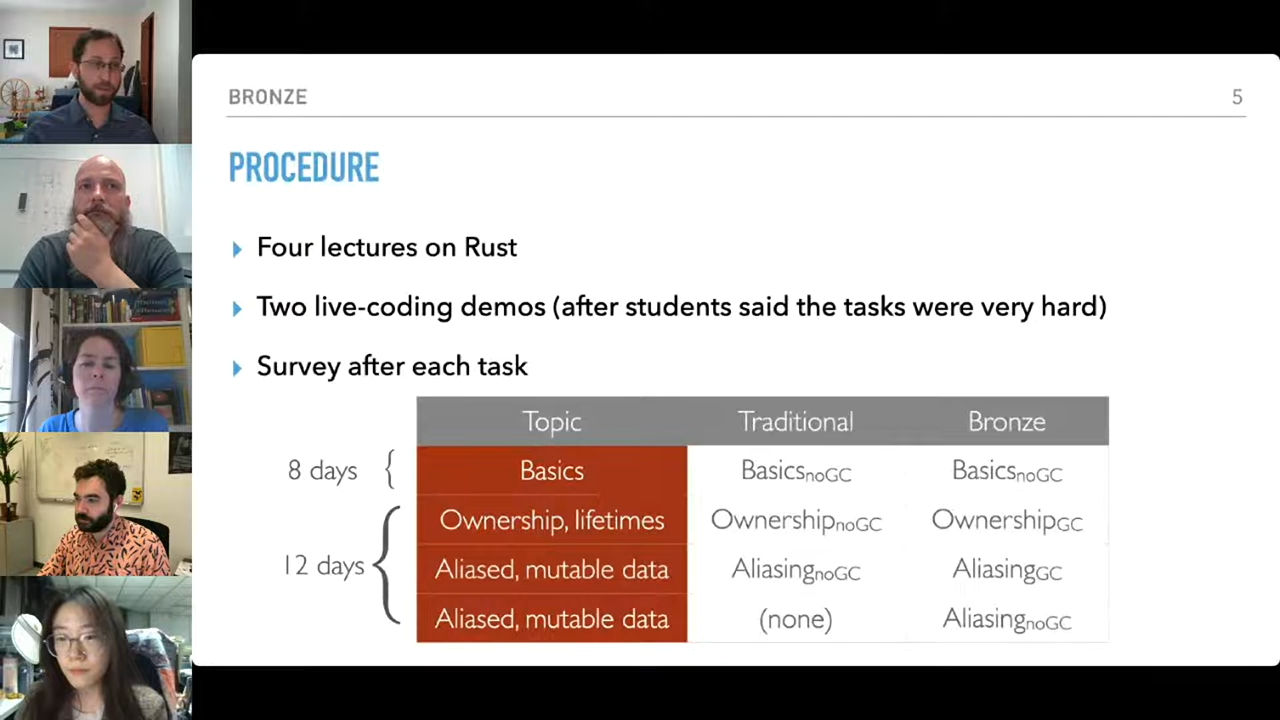 BRONZE 5
PROCEDURE
Four lectures on Rust
Two live-coding demos (after students said the tasks were very hard)
Survey after each task
Topic Traditional Bronze
8 days { Basics BasicsnoGC BasicsnoGC
Ownership, lifetimes OwnershipnoGC OwnershipGC
12 days { Aliased, mutable data AliasingnoGC AliasingGC
Aliased, mutable data (none) AliasingnoGC